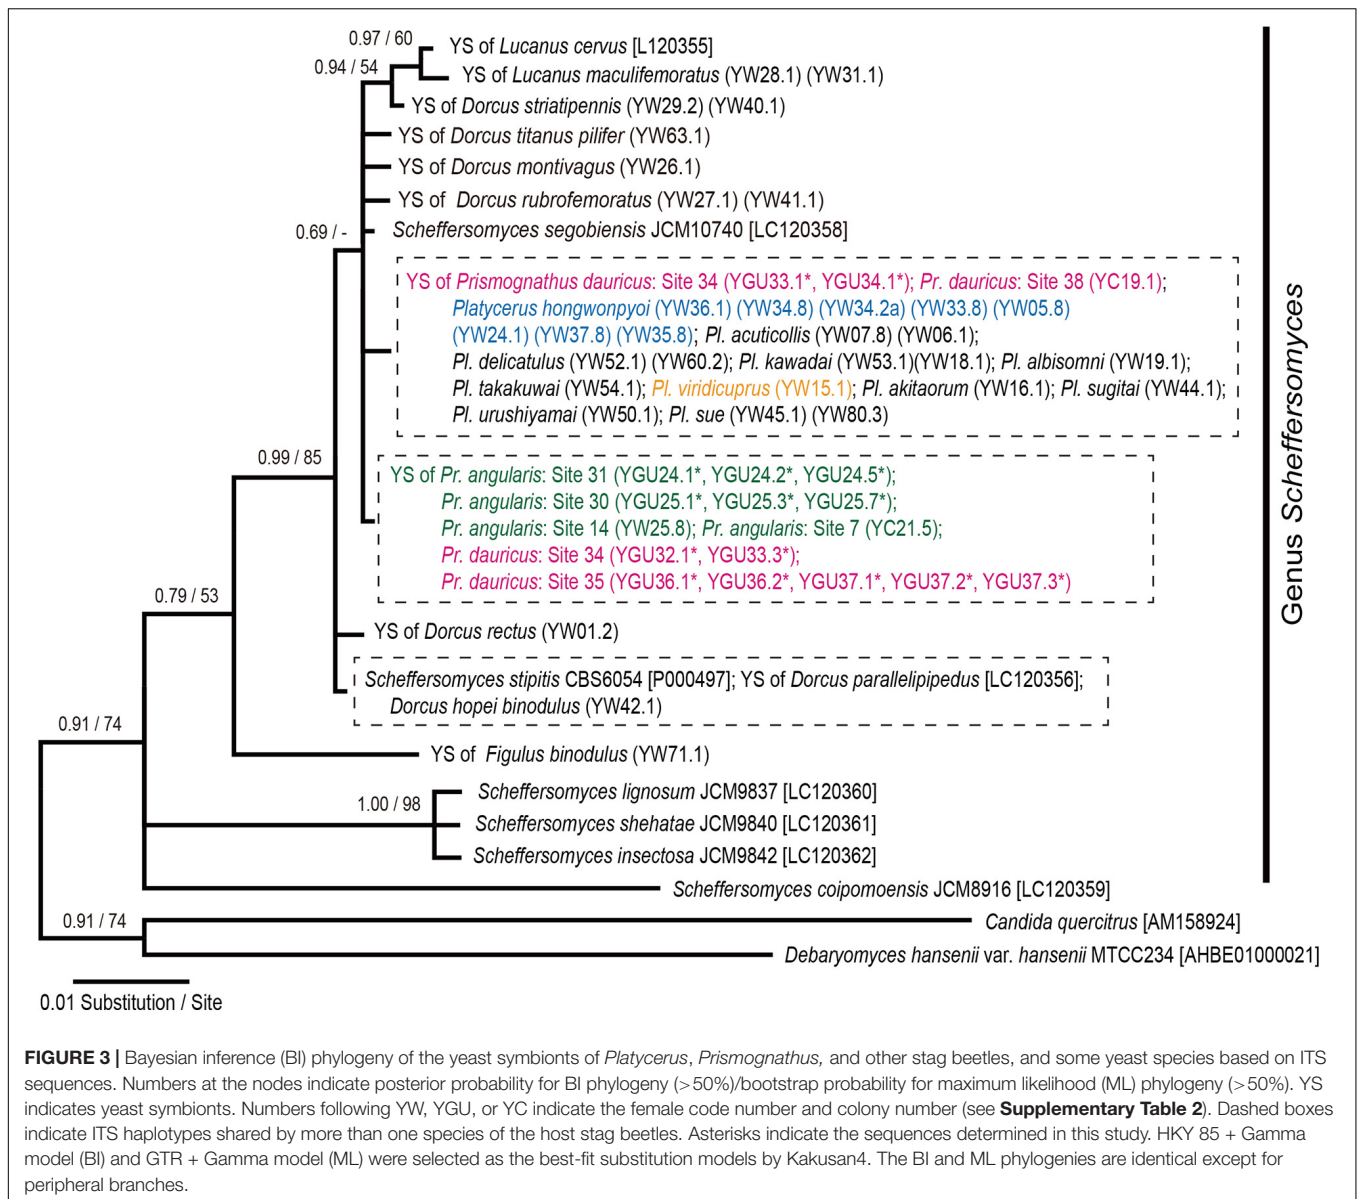 0.97 / 60
YS of Lucanus cervus [L120355]
0.94 / 54
YS of Lucanus maculifemoratus (YW28.1) (YW31.1)
YS of Dorcus striatipennis (YW29.2) (YW40.1)
YS of Dorcus titanus pilifer (YW63.1)
YS of Dorcus montivagus (YW26.1)
YS of Dorcus rubrofemoratus (YW27.1) (YW41.1)
0.69 / -
Scheffersomyces segobiensis JCM10740 [LC120358]
YS of Prismognathus dauricus: Site 34 (YGU33.1*, YGU34.1*); Pr. dauricus: Site 38 (YC19.1);
Platycerus hongwonpyoi (YW36.1) (YW34.8) (YW34.2a) (YW33.8) (YW05.8)
(YW24.1) (YW37.8) (YW35.8); Pl. acuticollis (YW07.8) (YW06.1);
Pl. delicatulus (YW52.1) (YW60.2); Pl. kawadai (YW53.1)(YW18.1); Pl. albisomni (YW19.1);
Pl. takakuwai (YW54.1); Pl. viridicuprus (YW15.1); Pl. akitaorum (YW16.1); Pl. sugitai (YW44.1);
Pl. urushiyamai (YW50.1); Pl. sue (YW45.1) (YW80.3)
0.99 / 85
YS of Pr. angularis: Site 31 (YGU24.1*, YGU24.2*, YGU24.5*);
Pr. angularis: Site 30 (YGU25.1*, YGU25.3*, YGU25.7*);
Pr. angularis: Site 14 (YW25.8); Pr. angularis: Site 7 (YC21.5);
Pr. dauricus: Site 34 (YGU32.1*, YGU33.3*);
Pr. dauricus: Site 35 (YGU36.1*, YGU36.2*, YGU37.1*, YGU37.2*, YGU37.3*)
0.79 / 53
YS of Dorcus rectus (YW01.2)
Scheffersomyces stipitis CBS6054 [P000497]; YS of Dorcus parallelipipedus [LC120356];
Dorcus hopei binodulus (YW42.1)
0.91 / 74
YS of Figulus binodulus (YW71.1)
Scheffersomyces lignosum JCM9837 [LC120360]
1.00 / 98
Scheffersomyces shehatae JCM9840 [LC120361]
Scheffersomyces insectosa JCM9842 [LC120362]
Scheffersomyces coipomoensis JCM8916 [LC120359]
Genus Scheffersomyces
0.91 / 74
Candida quercitrus [AM158924]
Debaryomyces hansenii var. hansenii MTCC234 [AHBE01000021]
0.01 Substitution / Site
FIGURE 3 | Bayesian inference (BI) phylogeny of the yeast symbionts of Platycerus, Prismognathus, and other stag beetles, and some yeast species based on ITS
sequences. Numbers at the nodes indicate posterior probability for BI phylogeny (>50%)/bootstrap probability for maximum likelihood (ML) phylogeny (>50%). YS
indicates yeast symbionts. Numbers following YW, YGU, or YC indicate the female code number and colony number (see Supplementary Table 2). Dashed boxes
indicate ITS haplotypes shared by more than one species of the host stag beetles. Asterisks indicate the sequences determined in this study. HKY 85 + Gamma
model (BI) and GTR + Gamma model (ML) were selected as the best-fit substitution models by Kakusan4. The BI and ML phylogenies are identical except for
peripheral branches.